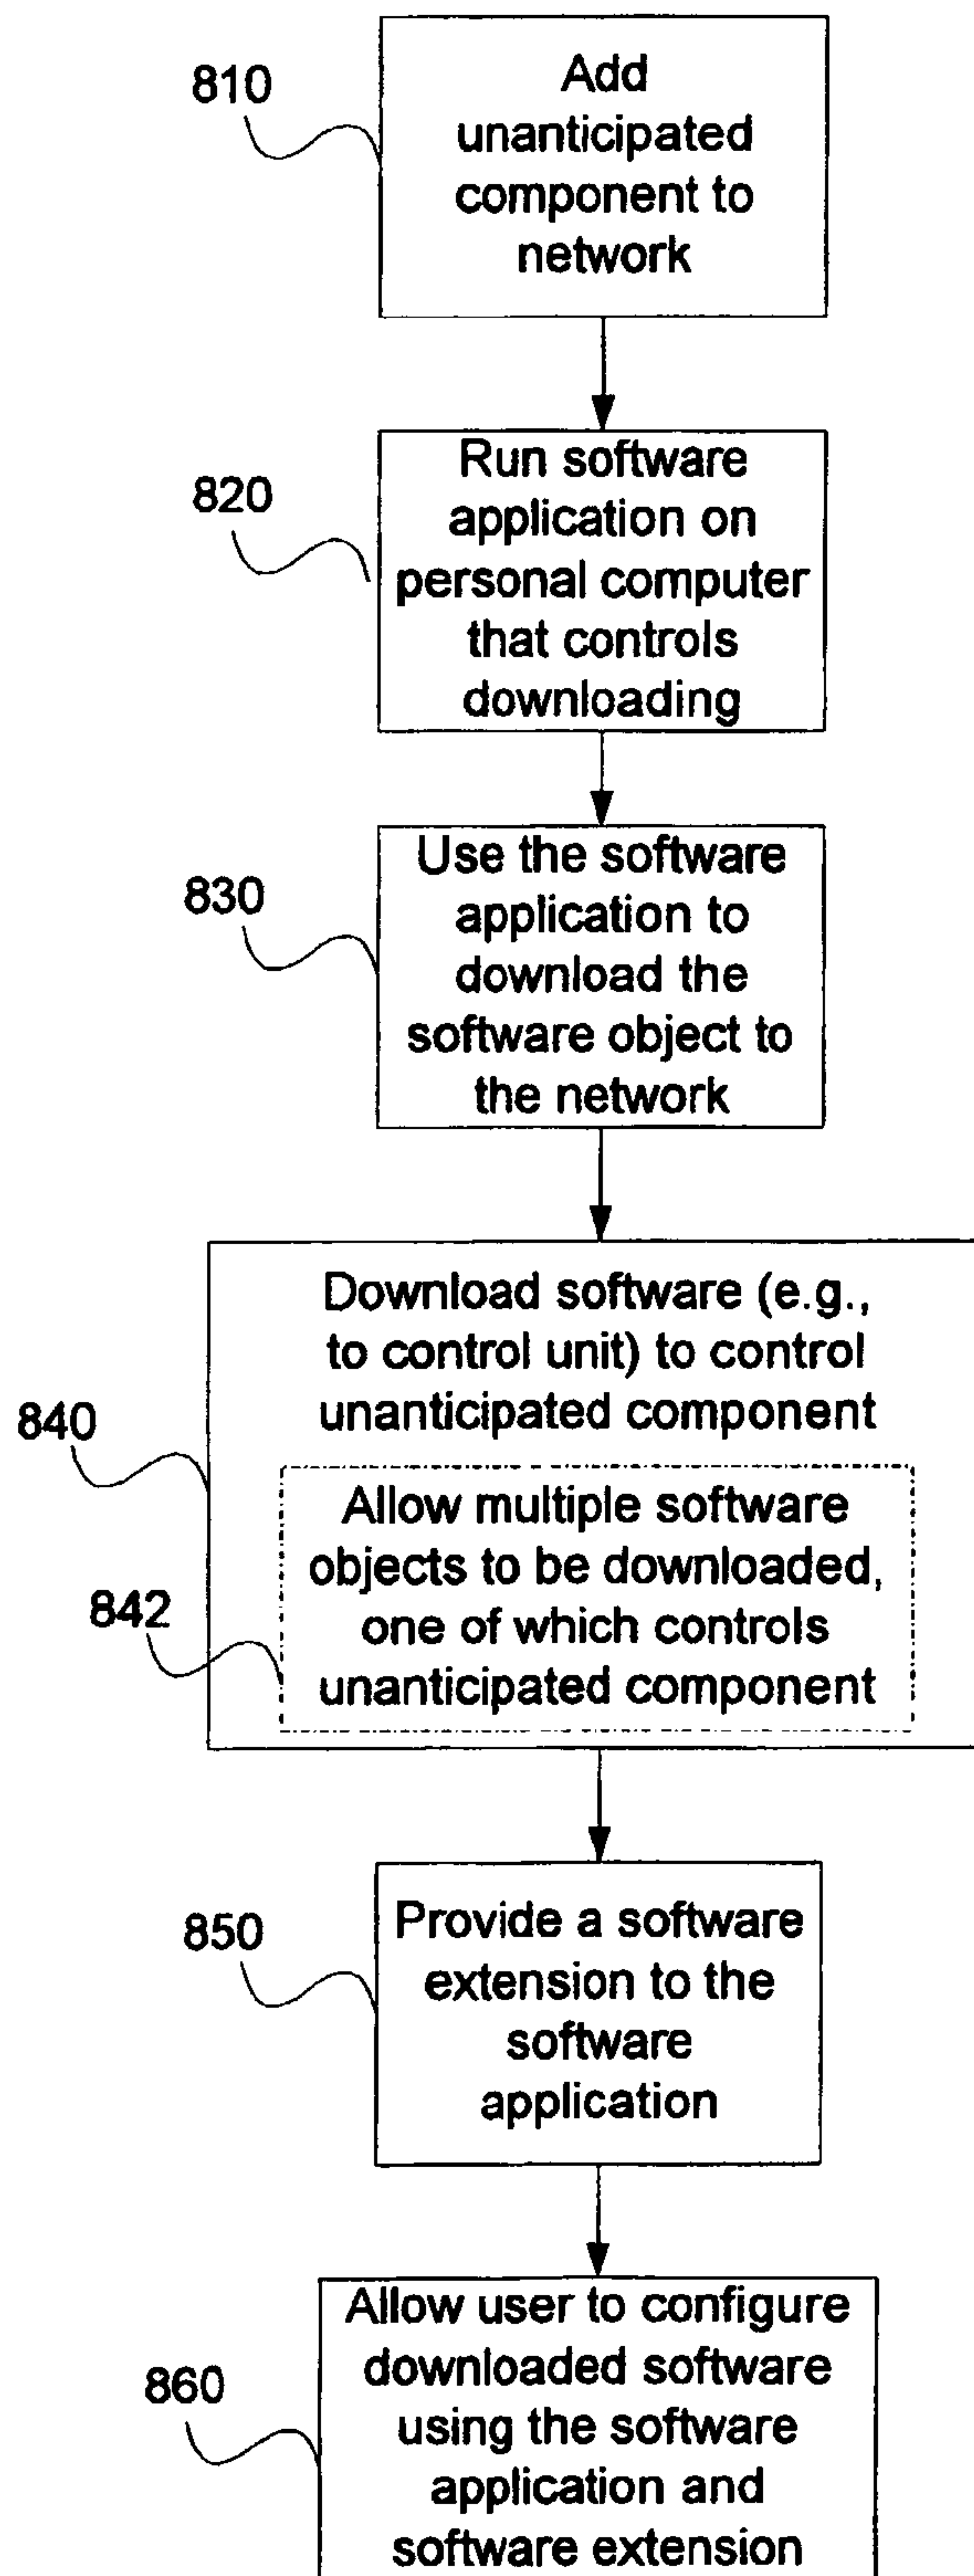 810
Add
unanticipated
component to
network
820
Run software
application on
personal computer
that controls
downloading
830
Use the software
application to
download the
software object to
the network
840
Download software (e.g.,
to control unit) to control
unanticipated component
842
Allow multiple software
objects to be downloaded,
one of which controls
unanticipated component
850
Provide a software
extension to the
software
application
860
Allow user to configure
downloaded software
using the software
application and
software extension